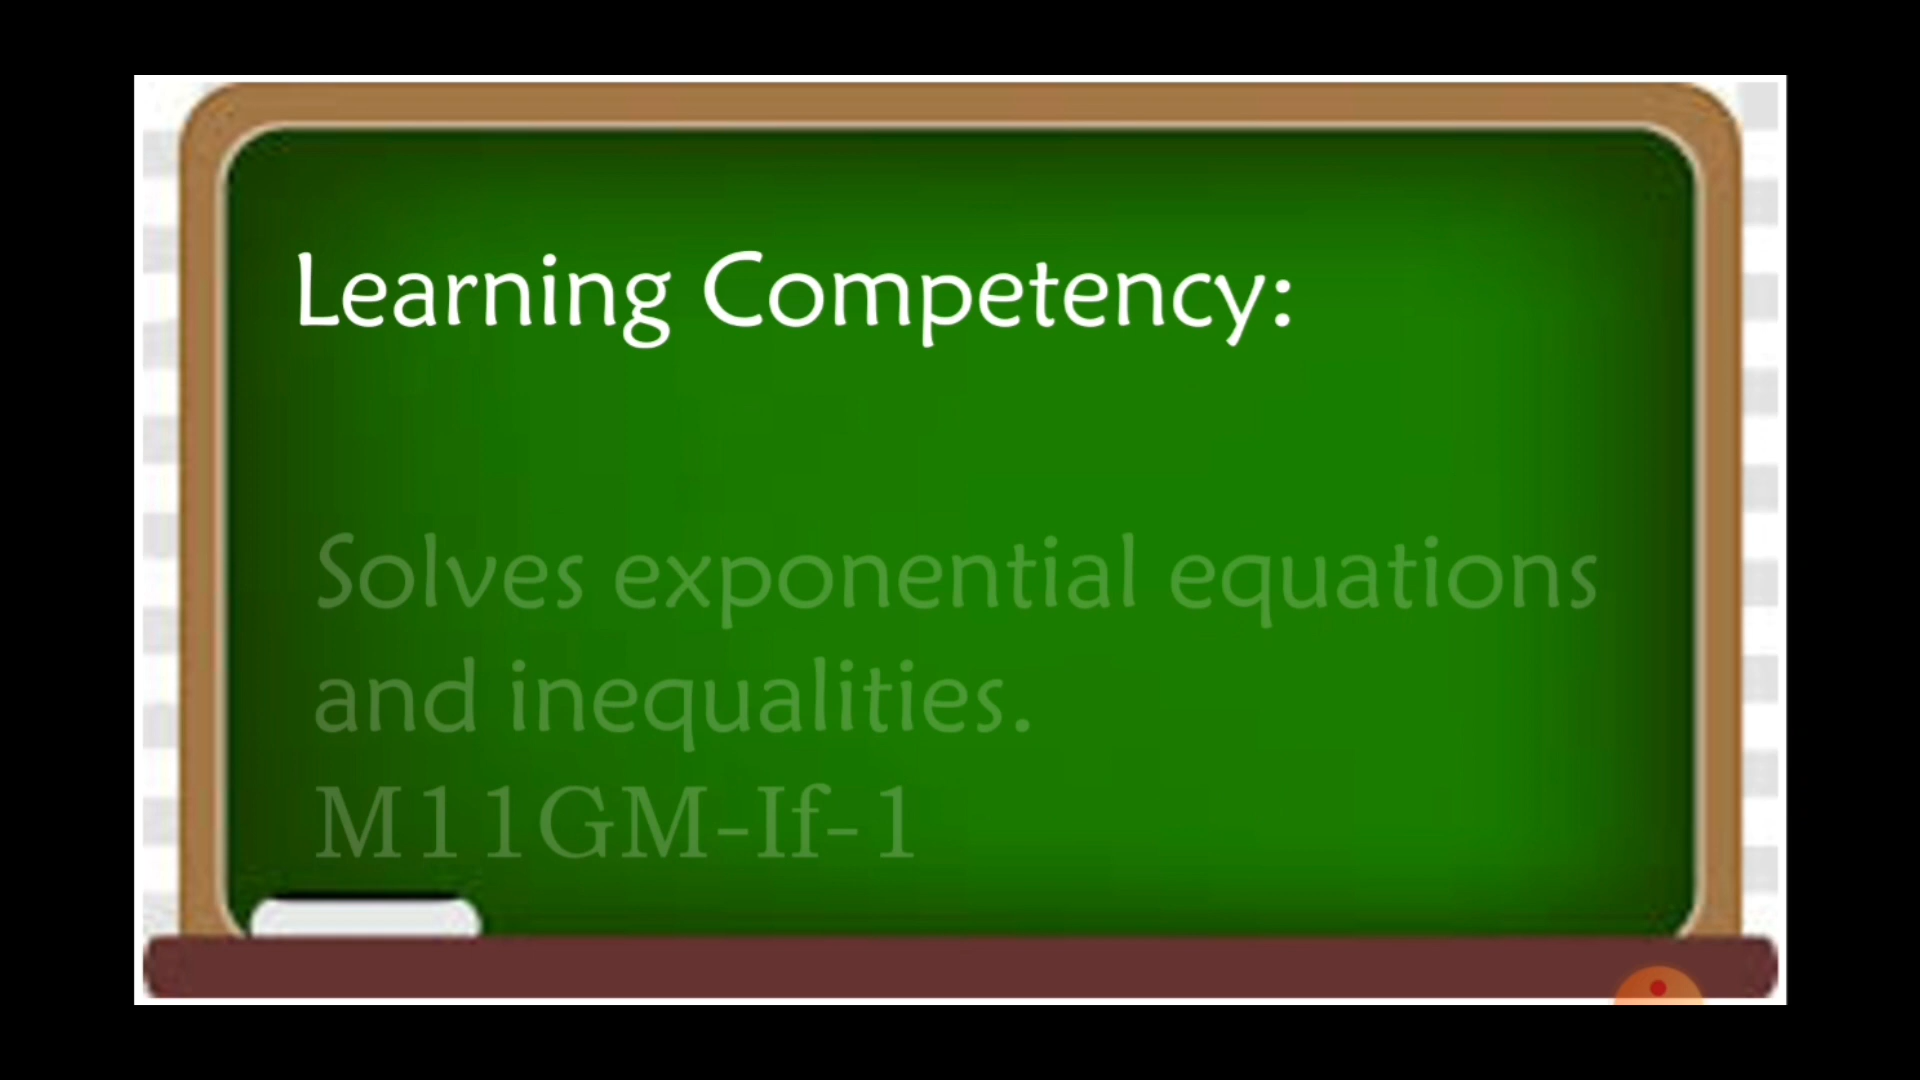 Learning Competency:
Solves exponential equations
and inequalities.
M11GM-If-1